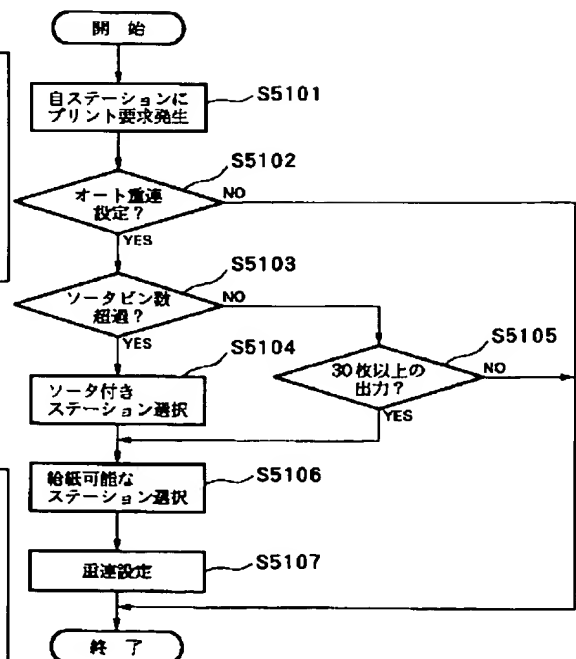 開 始
自ステーションに
プリント要求発生
S5101
S5102
オート重連
設定？
NO
YES
S5103
ソータビン数
超過？
NO
YES
S5104
ソータ付き
ステーション選択
S5105
30枚以上の
出力？
NO
YES
給紙可能な
ステーション選択
S5106
重連設定
S5107
終 了